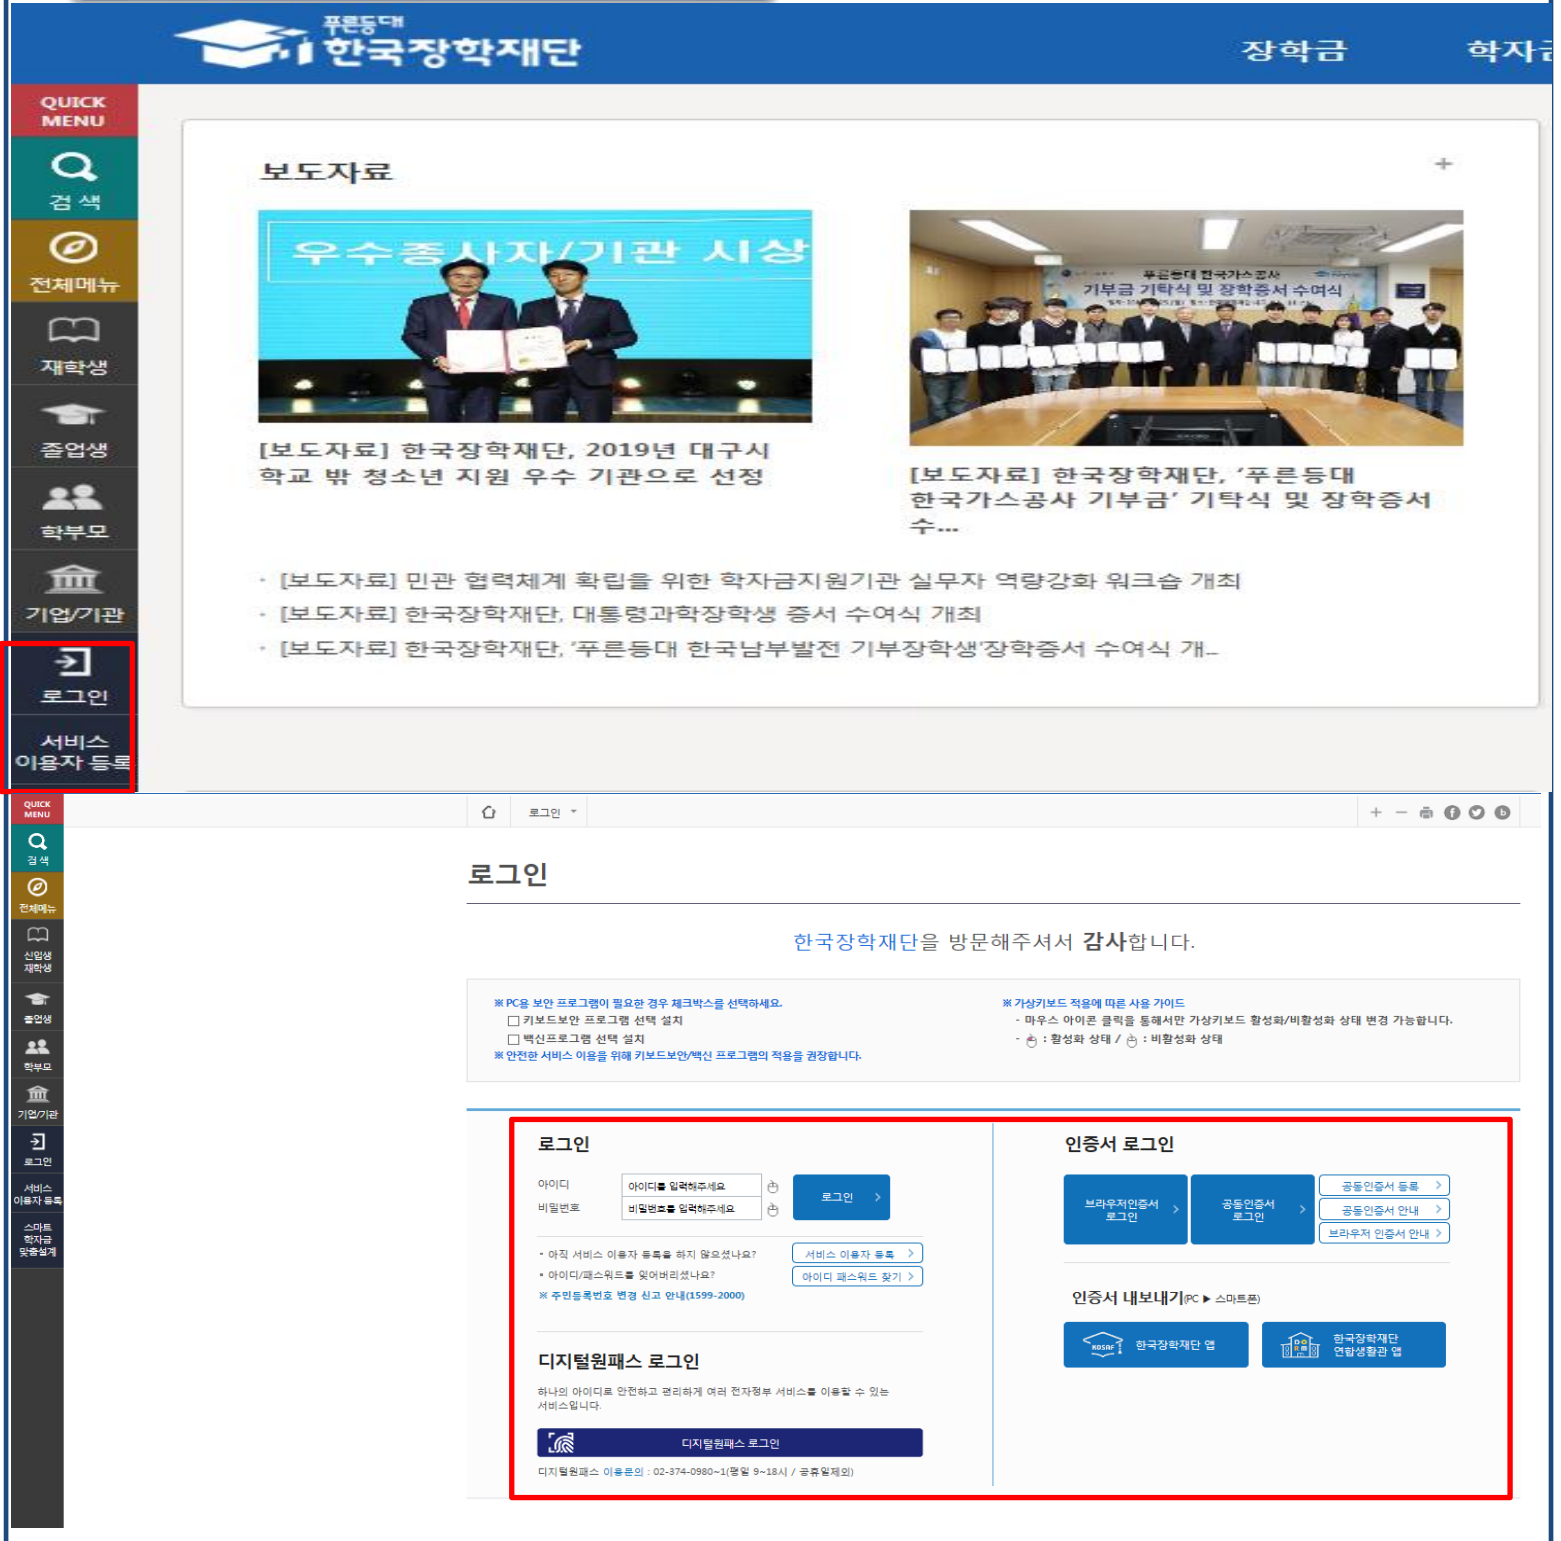 푸른등대
한국장학재단
장학금
학자금
QUICK
MENU
검색
전체메뉴
재학생
졸업생
학부모
기업/기관
로그인
서비스
이용자 등록
보도자료
우수종사자/기관 시상
푸른등대 한국가스공사
기부금 기탁식 및 장학증서 수여식
[보도자료] 한국장학재단, 2019년 대구시
학교 밖 청소년 지원 우수 기관으로 선정
[보도자료] 한국장학재단, ‘푸른등대
한국가스공사 기부금’ 기탁식 및 장학증서
수...
· [보도자료] 민관 협력체계 확립을 위한 학자금지원기관 실무자 역량강화 워크숍 개최
· [보도자료] 한국장학재단, 대통령과학장학생 증서 수여식 개최
· [보도자료] 한국장학재단, ‘푸른등대 한국남부발전 기부장학생’장학증서 수여식 개...
QUICK
MENU
검색
전체메뉴
신입생
재학생
졸업생
학부모
기업/기관
로그인
서비스
이용자 등록
스마트
학자금
맞춤설계
로그인
로그인
한국장학재단을 방문해주셔서 감사합니다.
※ PC용 보안 프로그램이 필요한 경우 체크박스를 선택하세요.
키보드보안 프로그램 선택 설치
백신프로그램 선택 설치
※ 안전한 서비스 이용을 위해 키보드보안/백신 프로그램의 적용을 권장합니다.
※ 가상키보드 적용에 따른 사용 가이드
- 마우스 아이콘 클릭을 통해서만 가상키보드 활성화/비활성화 상태 변경 가능합니다.
- : 활성화 상태 / : 비활성화 상태
로그인
아이디
아이디를 입력해주세요
비밀번호
비밀번호를 입력해주세요
로그인
• 아직 서비스 이용자 등록을 하지 않으셨나요?
서비스 이용자 등록
• 아이디/패스워드를 잊어버리셨나요?
아이디 패스워드 찾기
※ 주민등록번호 변경 신고 안내(1599-2000)
디지털원패스 로그인
하나의 아이디로 안전하고 편리하게 여러 전자정부 서비스를 이용할 수 있는
서비스입니다.
디지털원패스 로그인
디지털원패스 이용문의 : 02-374-0980~1(평일 9~18시 / 공휴일제외)
인증서 로그인
브라우저인증서
로그인
공동인증서
로그인
공동인증서 등록
공동인증서 안내
브라우저 인증서 안내
인증서 내보내기(PC ▶ 스마트폰)
KOSAF
한국장학재단 앱
한국장학재단
연합생활관 앱